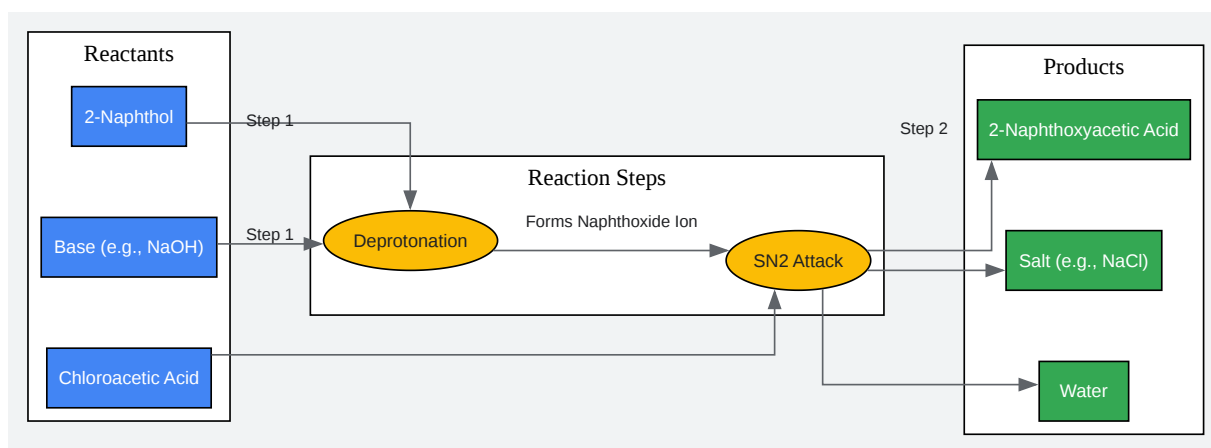 Reactants
Products
2-Naphthol
Step 1
Step 2
2-Naphthoxyacetic Acid
Reaction Steps
Base (e.g., NaOH)
Step 1
Deprotonation
Forms Naphthoxide Ion
SN2 Attack
Salt (e.g., NaCl)
Chloroacetic Acid
Water